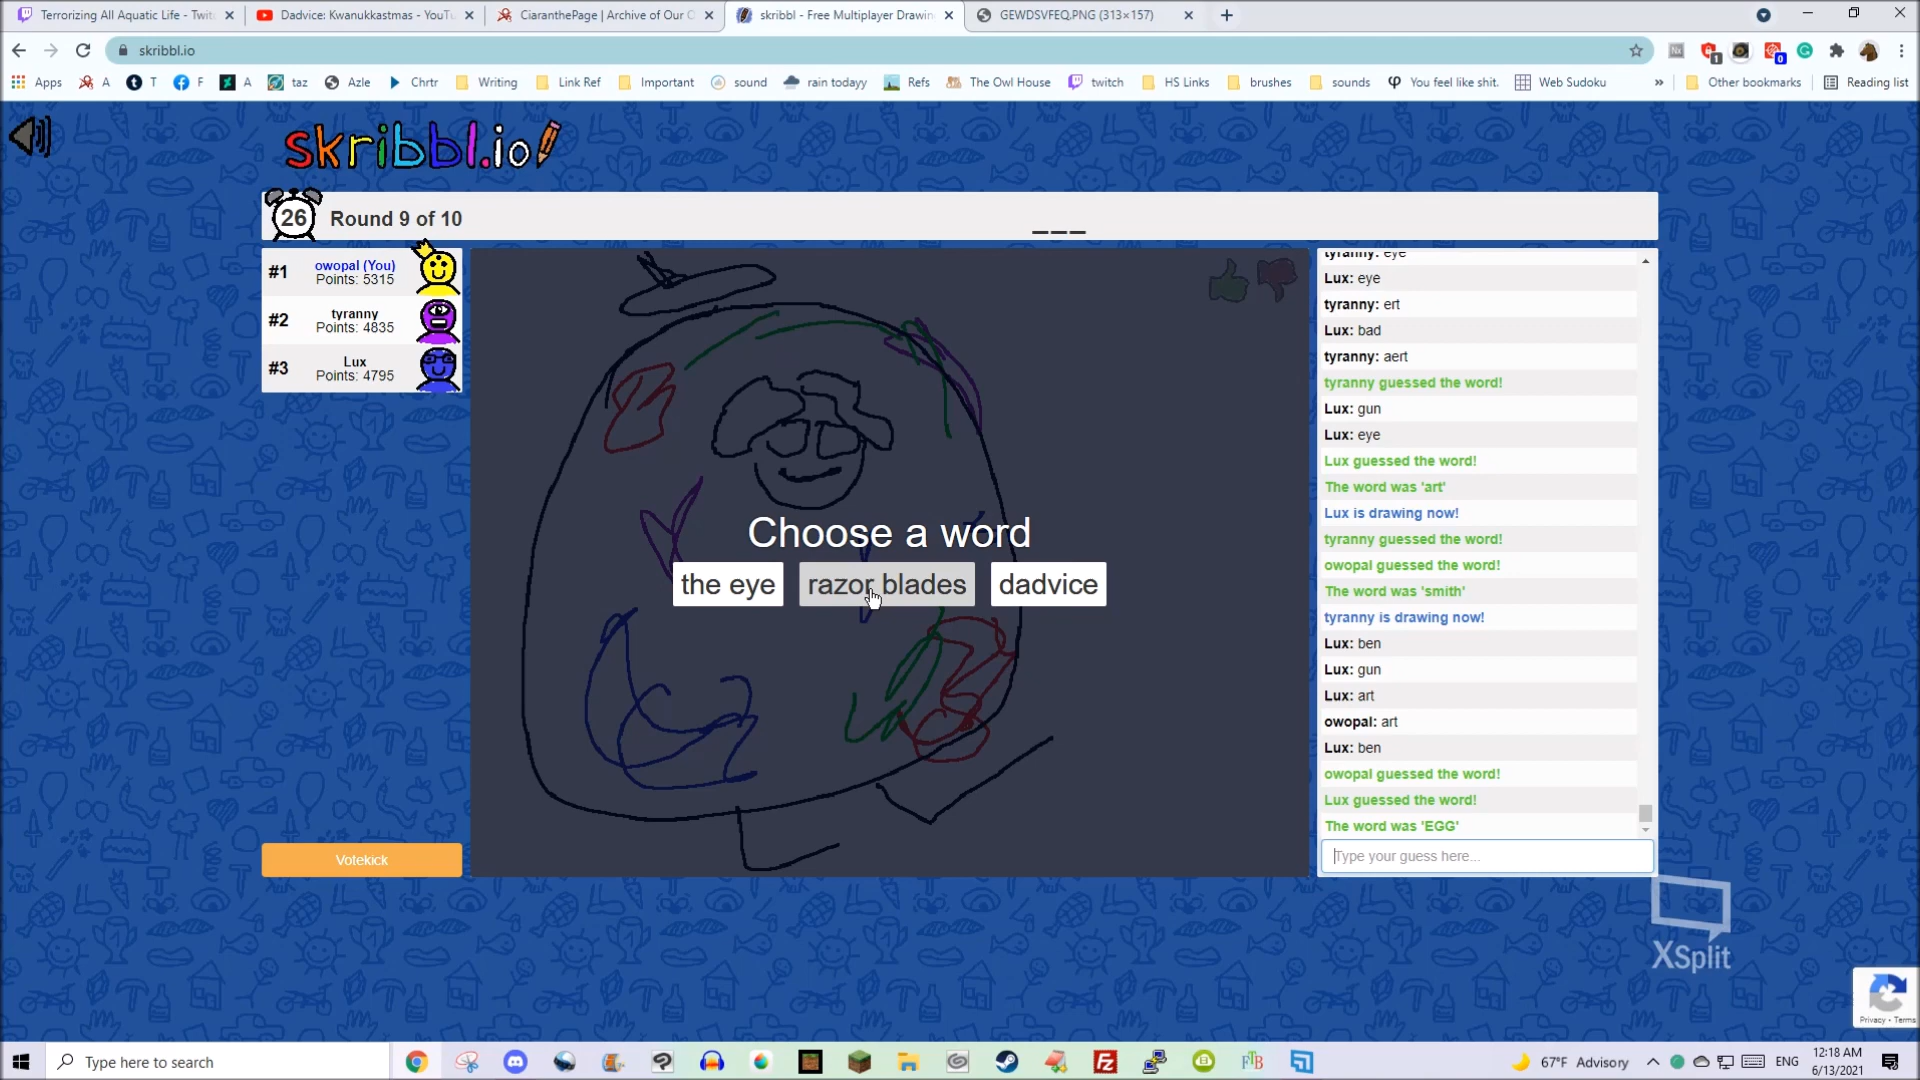 Terrorizing All Aquatic Life - Twit
Dadvice: Kwanukkastmas - YouTu
CiaranthePage | Archive of Our O
skribbl - Free Multiplayer Drawin
GEWDSVFEQ.PNG (313×157)
skribbl.io
Apps
A
T
F
A
taz
Azle
Chrtr
Writing
Link Ref
Important
sound
rain todayy
Refs
The Owl House
twitch
HS Links
brushes
sounds
You feel like shit.
Web Sudoku
»
Other bookmarks
Reading list
skribbl.io
26
Round 9 of 10
_ _ _
#1
owopal (You)
Points: 5315
#2
tyranny
Points: 4835
#3
Lux
Points: 4795
Votekick
Choose a word
the eye
razor blades
dadvice
tyranny: eye
Lux: eye
tyranny: ert
Lux: bad
tyranny: aert
tyranny guessed the word!
Lux: gun
Lux: eye
Lux guessed the word!
The word was 'art'
Lux is drawing now!
tyranny guessed the word!
owopal guessed the word!
The word was 'smith'
tyranny is drawing now!
Lux: ben
Lux: gun
Lux: art
owopal: art
Lux: ben
owopal guessed the word!
Lux guessed the word!
The word was 'EGG'
Type your guess here...
XSplit
Privacy - Terms
Type here to search
67°F Advisory
ENG
12:18 AM
6/13/2021